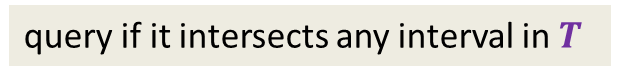 query if it intersects any interval in T